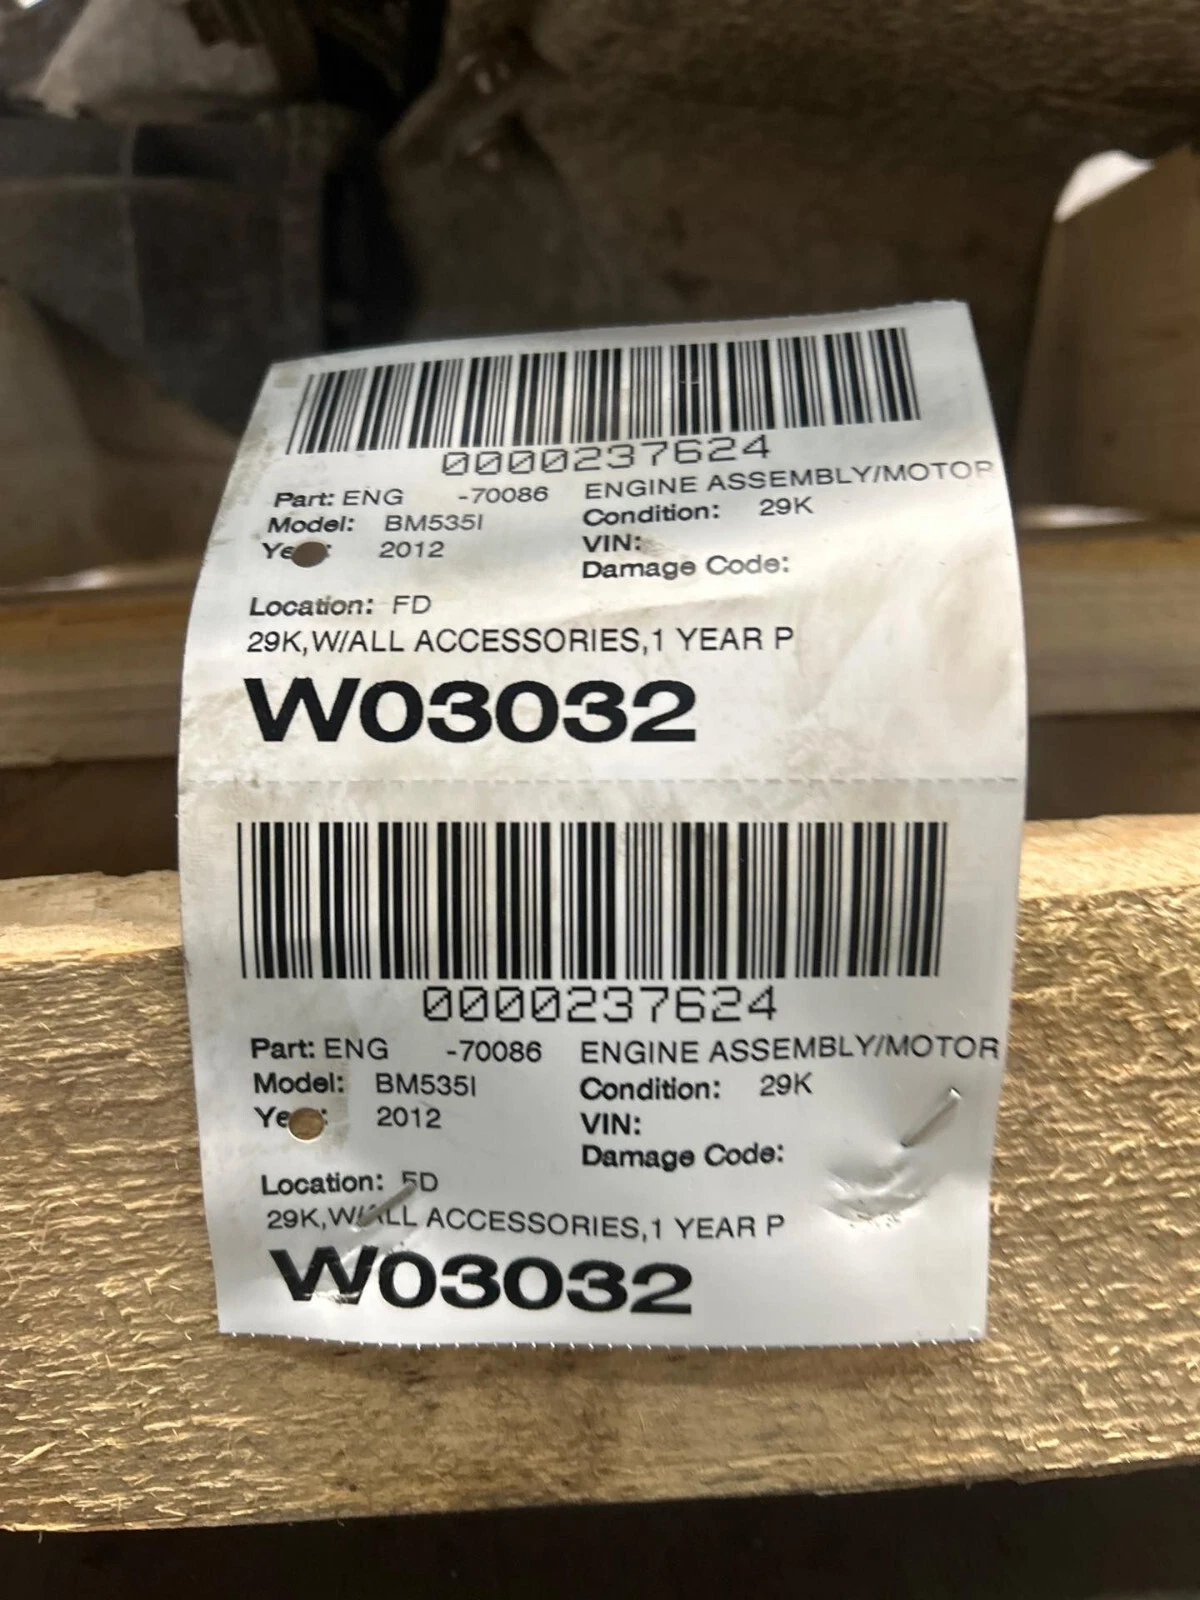 0000237624
Part: ENG -70086 ENGINE ASSEMBLY/MOTOR
Model: BM535I Condition: 29K
Ye : 2012 VIN:
Damage Code:
Location: FD
29K,W/ALL ACCESSORIES,1 YEAR P
W03032
0000237624
Part: ENG -70086 ENGINE ASSEMBLY/MOTOR
Model: BM535I Condition: 29K
Ye : 2012 VIN:
Damage Code:
Location: FD
29K,W/ALL ACCESSORIES,1 YEAR P
W03032